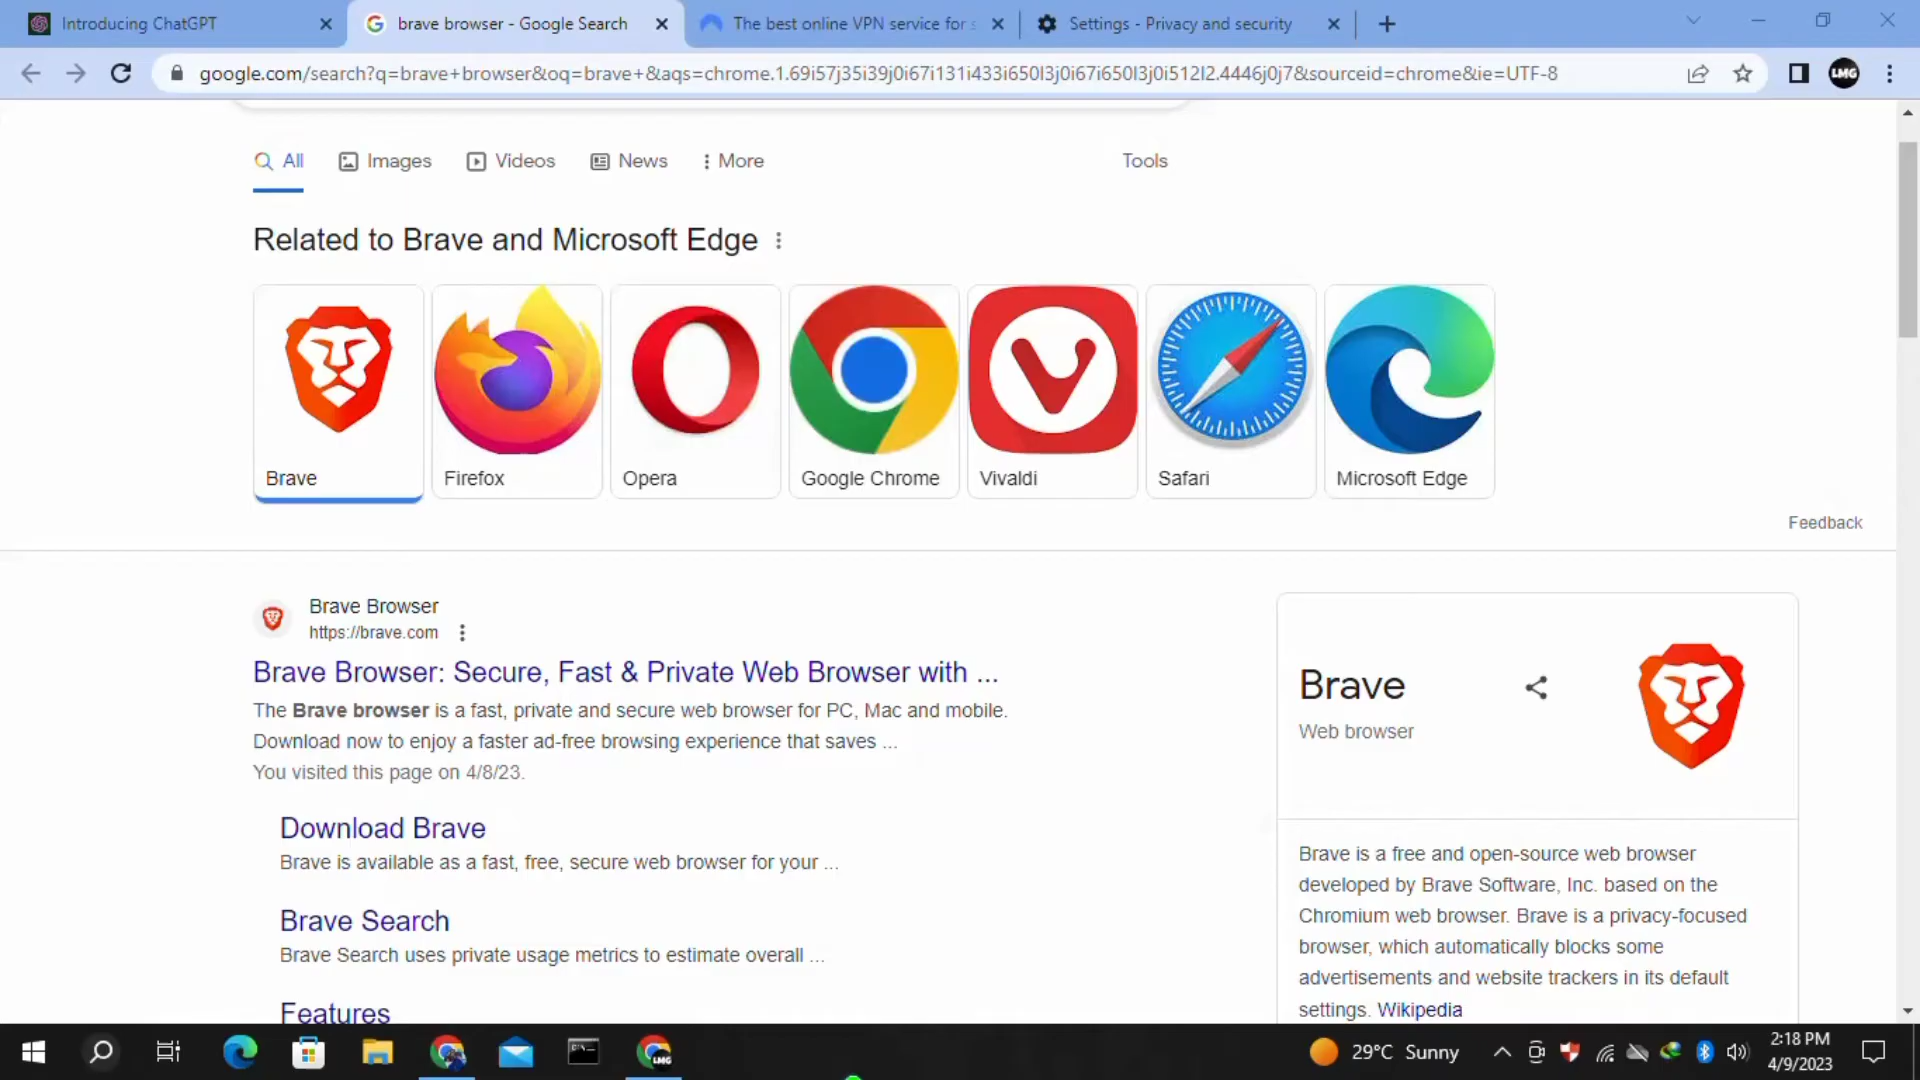 Introducing ChatGPT
brave browser - Google Search
The best online VPN service for s
Settings - Privacy and security
google.com/search?q=brave+browser&oq=brave+&aqs=chrome.1.69i57j35i39j0i67i131i433i650l3j0i67i650l3j0i512l2.4446j0j7&sourceid=chrome&ie=UTF-8
LMG
All
Images
Videos
News
More
Tools
Related to Brave and Microsoft Edge
Brave
Firefox
Opera
Google Chrome
Vivaldi
Safari
Microsoft Edge
Feedback
Brave Browser
https://brave.com
Brave Browser: Secure, Fast & Private Web Browser with ...
The Brave browser is a fast, private and secure web browser for PC, Mac and mobile.
Download now to enjoy a faster ad-free browsing experience that saves ...
You visited this page on 4/8/23.
Download Brave
Brave is available as a fast, free, secure web browser for your ...
Brave Search
Brave Search uses private usage metrics to estimate overall ...
Features
Brave
Web browser
Brave is a free and open-source web browser
developed by Brave Software, Inc. based on the
Chromium web browser. Brave is a privacy-focused
browser, which automatically blocks some
advertisements and website trackers in its default
settings. Wikipedia
LMG
29°C Sunny
2:18 PM
4/9/2023